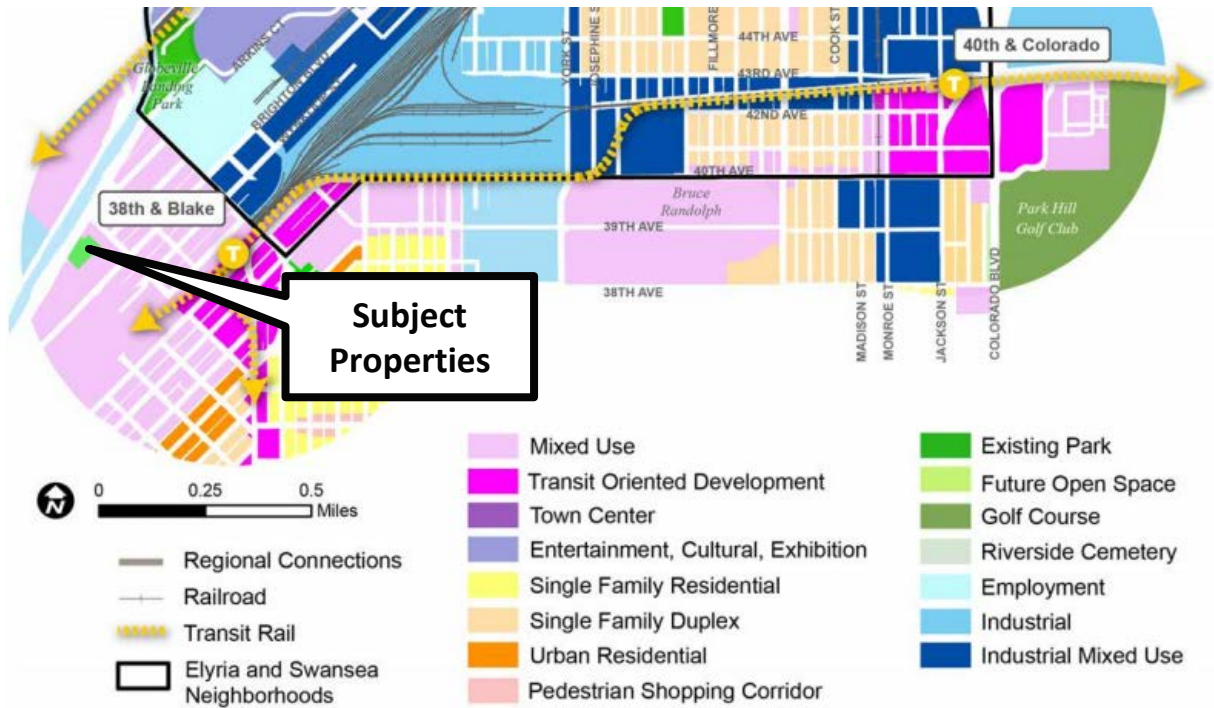 ARKINS CT
BRIGHTON BLVD
YORK ST
JOSEPHINE S
FILLMORE
COOK ST
44TH AVE
43RD AVE
42ND AVE
40TH AVE
39TH AVE
38TH AVE
40th & Colorado
T
Globeville
Landing
Park
38th & Blake
T
Bruce
Randolph
Park Hill
Golf Club
MADISON ST
MONROE ST
JACKSON ST
COLORADO BLVD
Subject
Properties
N
0 0.25 0.5
Miles
Regional Connections
Railroad
Transit Rail
Elyria and Swansea
Neighborhoods
Mixed Use
Transit Oriented Development
Town Center
Entertainment, Cultural, Exhibition
Single Family Residential
Single Family Duplex
Urban Residential
Pedestrian Shopping Corridor
Existing Park
Future Open Space
Golf Course
Riverside Cemetery
Employment
Industrial
Industrial Mixed Use